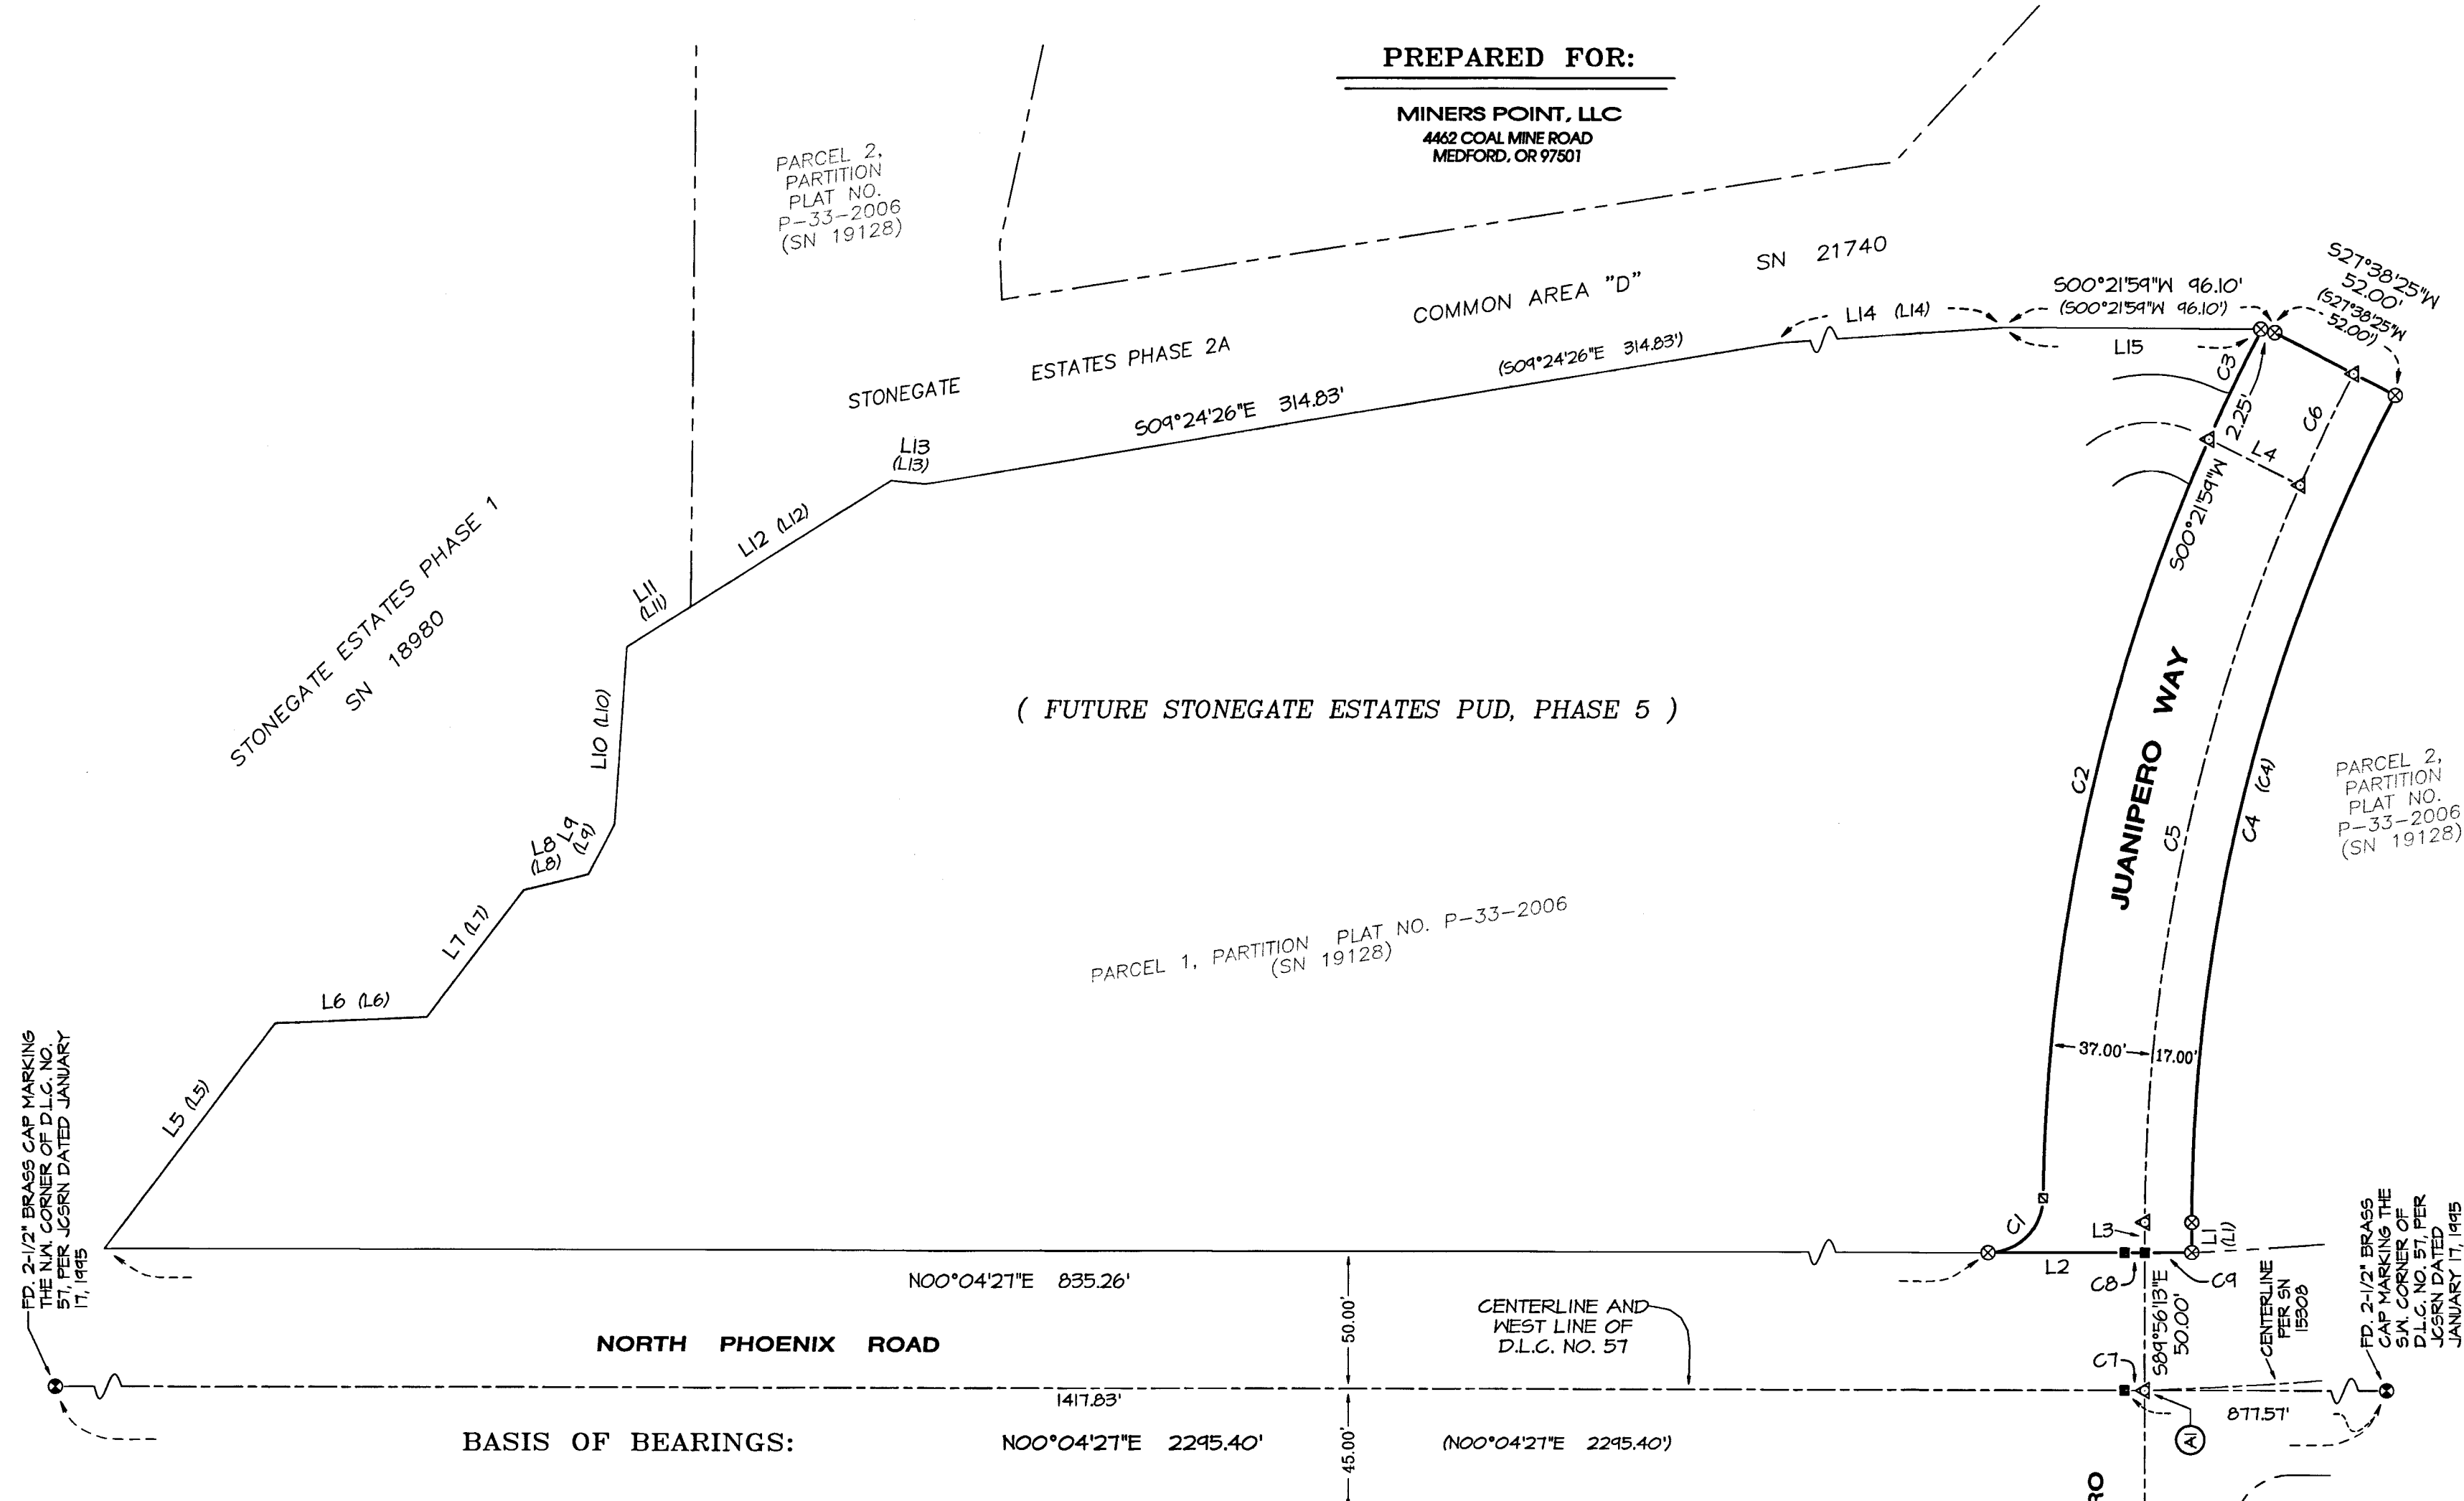 PREPARED FOR:
MINERS POINT, LLC
4462 COAL MINE ROAD
MEDFORD, OR 97501
PARCEL 2,
PARTITION
PLAT NO.
P-33-2006
(SN 19128)
SN 21740
COMMON AREA "D"
STONEGATE ESTATES PHASE 2A
S00°21'59"W 96.10'
(S00°21'59"W 96.10')
S27°38'25"W
52.00'
(S27°38'25"W
52.00')
L14 (L14)
L15
(S09°24'26"E 314.83')
S09°24'26"E 314.83'
C3
2.25'
S00°21'59"W
C6
L4
L13
(L13)
L12 (L12)
L11
(L11)
STONEGATE ESTATES PHASE 1
SN 18980
L10 (L10)
( FUTURE STONEGATE ESTATES PUD, PHASE 5 )
C2
JUANIPERO WAY
C5
C4 (C4)
PARCEL 2,
PARTITION
PLAT NO.
P-33-2006
(SN 19128)
L8
(L8)
L9
(L9)
L7 (L7)
PARCEL 1, PARTITION PLAT NO. P-33-2006
(SN 19128)
L6 (L6)
L5 (L5)
37.00'
17.00'
FD. 2-1/2" BRASS CAP MARKING
THE N.W. CORNER OF D.L.C. NO.
57, PER JCSRN DATED JANUARY
17, 1995
C1
L3
L1
(L1)
L2
C8
C9
N00°04'27"E 835.26'
S89°56'13"E
50.00'
CENTERLINE
PER SN
15308
FD. 2-1/2" BRASS
CAP MARKING THE
S.W. CORNER OF
D.L.C. NO. 57, PER
JCSRN DATED
JANUARY 17, 1995
50.00'
CENTERLINE AND
WEST LINE OF
D.L.C. NO. 57
NORTH PHOENIX ROAD
C7
1417.83'
877.57'
A1
BASIS OF BEARINGS: N00°04'27"E 2295.40' (N00°04'27"E 2295.40')
45.00'
RO